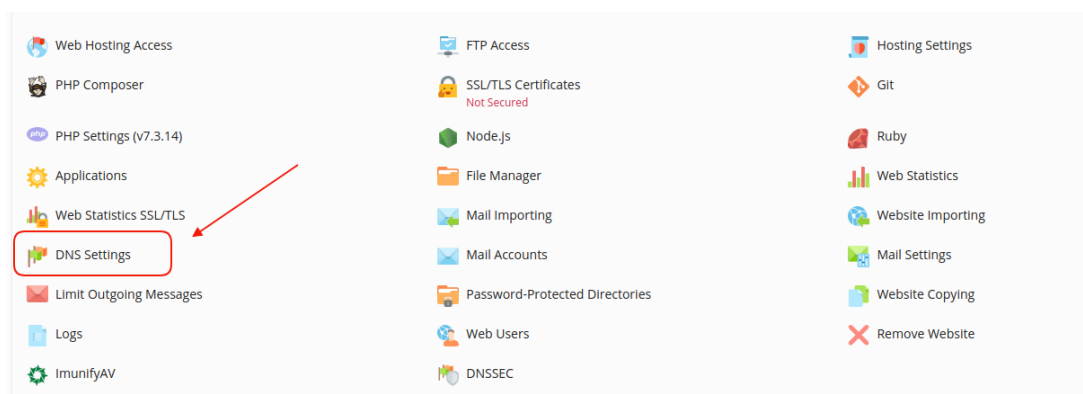 Web Hosting Access
FTP Access
Hosting Settings
PHP Composer
SSL/TLS Certificates
Not Secured
Git
php
PHP Settings (v7.3.14)
Node.js
Ruby
Applications
File Manager
Web Statistics
Web Statistics SSL/TLS
Mail Importing
Website Importing
DNS Settings
Mail Accounts
Mail Settings
Limit Outgoing Messages
Password-Protected Directories
Website Copying
Logs
Web Users
Remove Website
ImunifyAV
DNSSEC